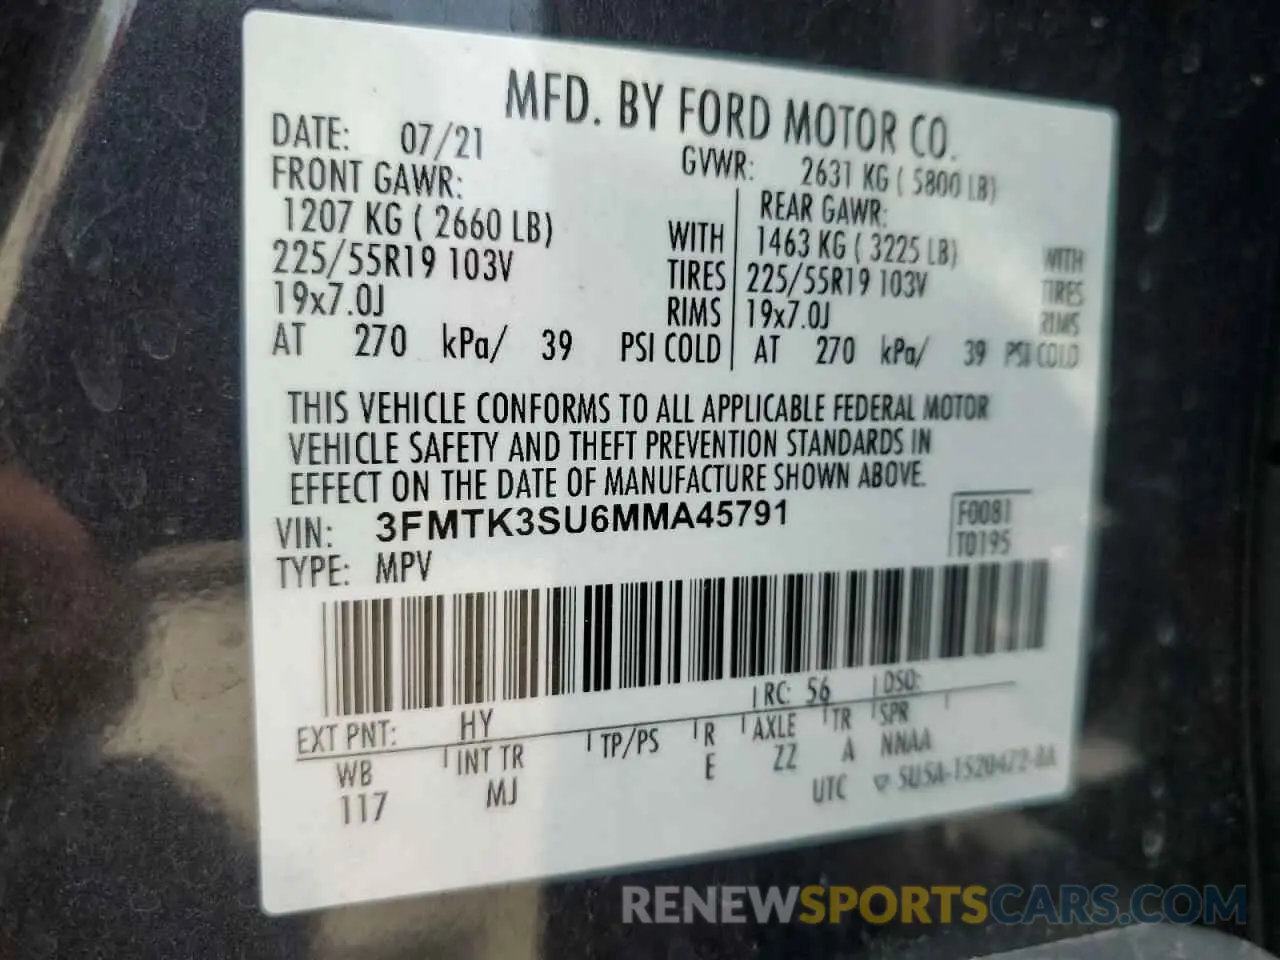 MFD. BY FORD MOTOR CO.
DATE: 07/21 GVWR: 2631 KG ( 5800 LB)
FRONT GAWR: REAR GAWR:
1207 KG ( 2660 LB) WITH 1463 KG ( 3225 LB) WITH
225/55R19 103V TIRES 225/55R19 103V TIRES
19x7.0J RIMS 19x7.0J RIMS
AT 270 kPa/ 39 PSI COLD AT 270 kPa/ 39 PSI COLD
THIS VEHICLE CONFORMS TO ALL APPLICABLE FEDERAL MOTOR
VEHICLE SAFETY AND THEFT PREVENTION STANDARDS IN
EFFECT ON THE DATE OF MANUFACTURE SHOWN ABOVE.
VIN: 3FMTK3SU6MMA45791 F0081
TYPE: MPV T0195
EXT PNT: HY RC: 56 DSO:
WB INT TR TP/PS R AXLE TR SPR
117 MJ E ZZ A NNAA
UTC ▽ SU5A-1520472-BA
RENEWSPORTSCARS.COM